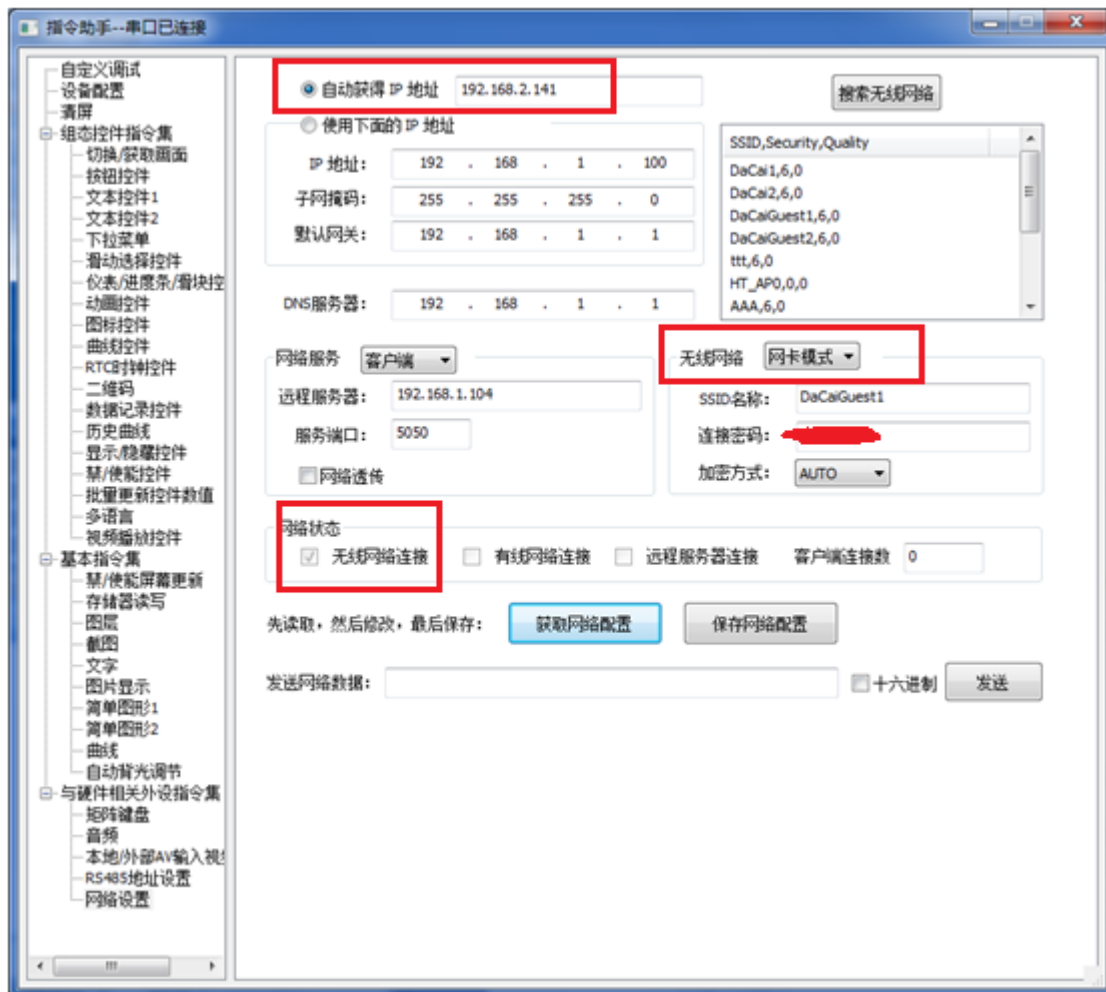 指令助手--串口已连接
自定义调试
设备配置
清屏
组态控件指令集
切换/获取画面
按钮控件
文本控件1
文本控件2
下拉菜单
滑动选择控件
仪表/进度条/滑块控
动画控件
图标控件
曲线控件
RTC时钟控件
二维码
数据记录控件
历史曲线
显示/隐藏控件
禁/使能控件
批量更新控件数值
多语言
视频播放控件
基本指令集
禁/使能屏幕更新
存储器读写
图层
截图
文字
图片显示
简单图形1
简单图形2
曲线
自动背光调节
与硬件相关外设指令集
矩阵键盘
音频
本地/外部AV输入视
RS485地址设置
网络设置
自动获得 IP 地址 192.168.2.141
搜索无线网络
使用下面的 IP 地址
IP 地址: 192 . 168 . 1 . 100
子网掩码: 255 . 255 . 255 . 0
默认网关: 192 . 168 . 1 . 1
DNS服务器: 192 . 168 . 1 . 1
SSID,Security,Quality
DaCai1,6,0
DaCai2,6,0
DaCaiGuest1,6,0
DaCaiGuest2,6,0
ttt,6,0
HT_AP0,0,0
AAA,6,0
网络服务 客户端
远程服务器: 192.168.1.104
服务端口: 5050
网络透传
无线网络 网卡模式
SSID名称: DaCaiGuest1
连接密码:
加密方式: AUTO
网络状态
无线网络连接 有线网络连接 远程服务器连接 客户端连接数 0
先读取，然后修改，最后保存: 获取网络配置 保存网络配置
发送网络数据: 十六进制 发送